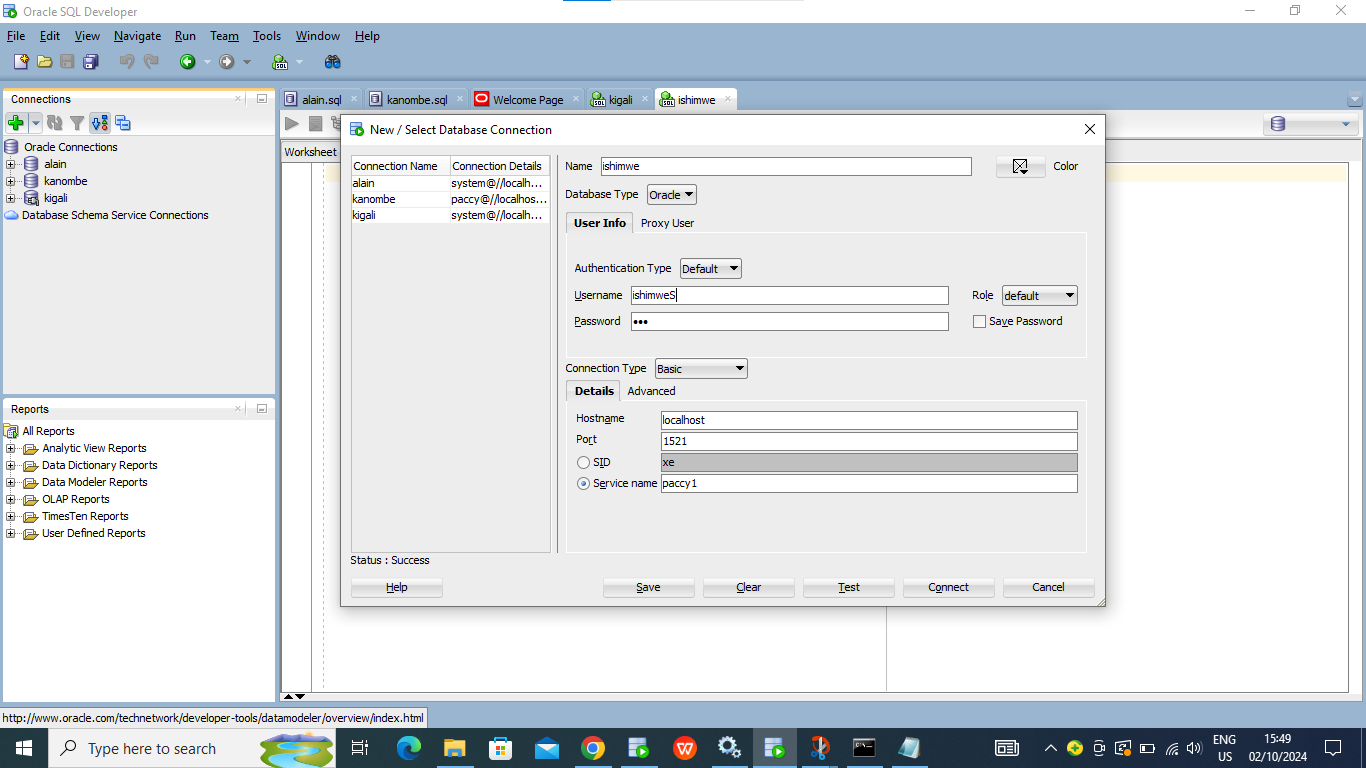 Oracle SQL Developer
File Edit View Navigate Run Team Tools Window Help
Connections
Oracle Connections
alain
kanombe
kigali
Database Schema Service Connections
Reports
All Reports
Analytic View Reports
Data Dictionary Reports
Data Modeler Reports
OLAP Reports
TimesTen Reports
User Defined Reports
alain.sql kanombe.sql Welcome Page kigali ishimwe
Worksheet
New / Select Database Connection
Connection Name Connection Details
alain system@//localh...
kanombe paccy@//localhos...
kigali system@//localh...
Name ishimwe Color
Database Type Oracle
User Info Proxy User
Authentication Type Default
Username ishimweS Role default
Password ••• Save Password
Connection Type Basic
Details Advanced
Hostname localhost
Port 1521
SID xe
Service name paccy1
Status : Success
Help Save Clear Test Connect Cancel
http://www.oracle.com/technetwork/developer-tools/datamodeler/overview/index.html
Type here to search
ENG
US
15:49
02/10/2024